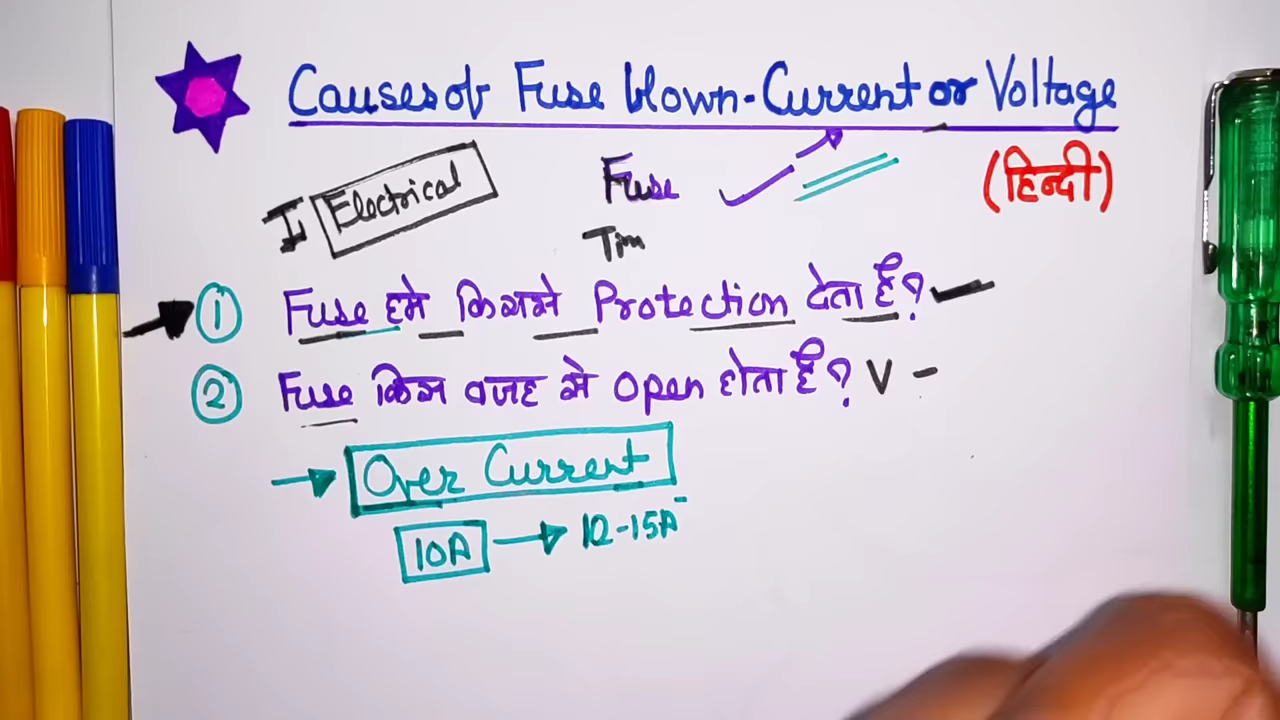 Causes of Fuse blown - Current or Voltage
(हिन्दी)
I Electrical
Fuse
Tim
1 Fuse हमे किससे Protection देता है?
2 Fuse किस वजह से open होता है? V -
Over Current
10A → 12-15A